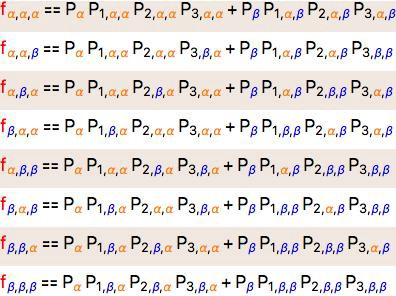 f_{α,α,α} == P_α P_{1,α,α} P_{2,α,α} P_{3,α,α} + P_β P_{1,α,β} P_{2,α,β} P_{3,α,β}
f_{α,α,β} == P_α P_{1,α,α} P_{2,α,α} P_{3,β,α} + P_β P_{1,α,β} P_{2,α,β} P_{3,β,β}
f_{α,β,α} == P_α P_{1,α,α} P_{2,β,α} P_{3,α,α} + P_β P_{1,α,β} P_{2,β,β} P_{3,α,β}
f_{β,α,α} == P_α P_{1,β,α} P_{2,α,α} P_{3,α,α} + P_β P_{1,β,β} P_{2,α,β} P_{3,α,β}
f_{α,β,β} == P_α P_{1,α,α} P_{2,β,α} P_{3,β,α} + P_β P_{1,α,β} P_{2,β,β} P_{3,β,β}
f_{β,α,β} == P_α P_{1,β,α} P_{2,α,α} P_{3,β,α} + P_β P_{1,β,β} P_{2,α,β} P_{3,β,β}
f_{β,β,α} == P_α P_{1,β,α} P_{2,β,α} P_{3,α,α} + P_β P_{1,β,β} P_{2,β,β} P_{3,α,β}
f_{β,β,β} == P_α P_{1,β,α} P_{2,β,α} P_{3,β,α} + P_β P_{1,β,β} P_{2,β,β} P_{3,β,β}